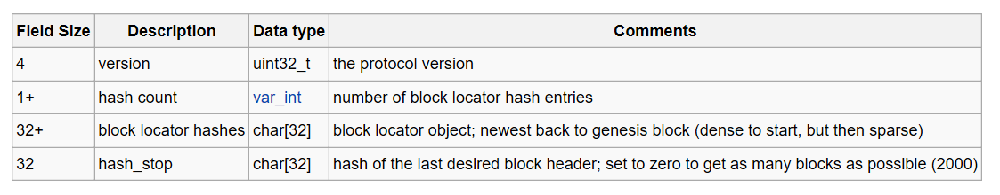 Field Size Description Data type Comments
4 version uint32_t the protocol version
1+ hash count var_int number of block locator hash entries
32+ block locator hashes char[32] block locator object; newest back to genesis block (dense to start, but then sparse)
32 hash_stop char[32] hash of the last desired block header; set to zero to get as many blocks as possible (2000)